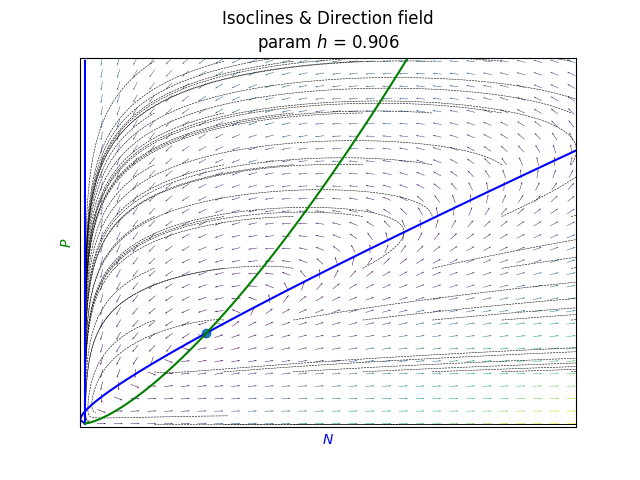 Isoclines & Direction field
param h = 0.906
P
N